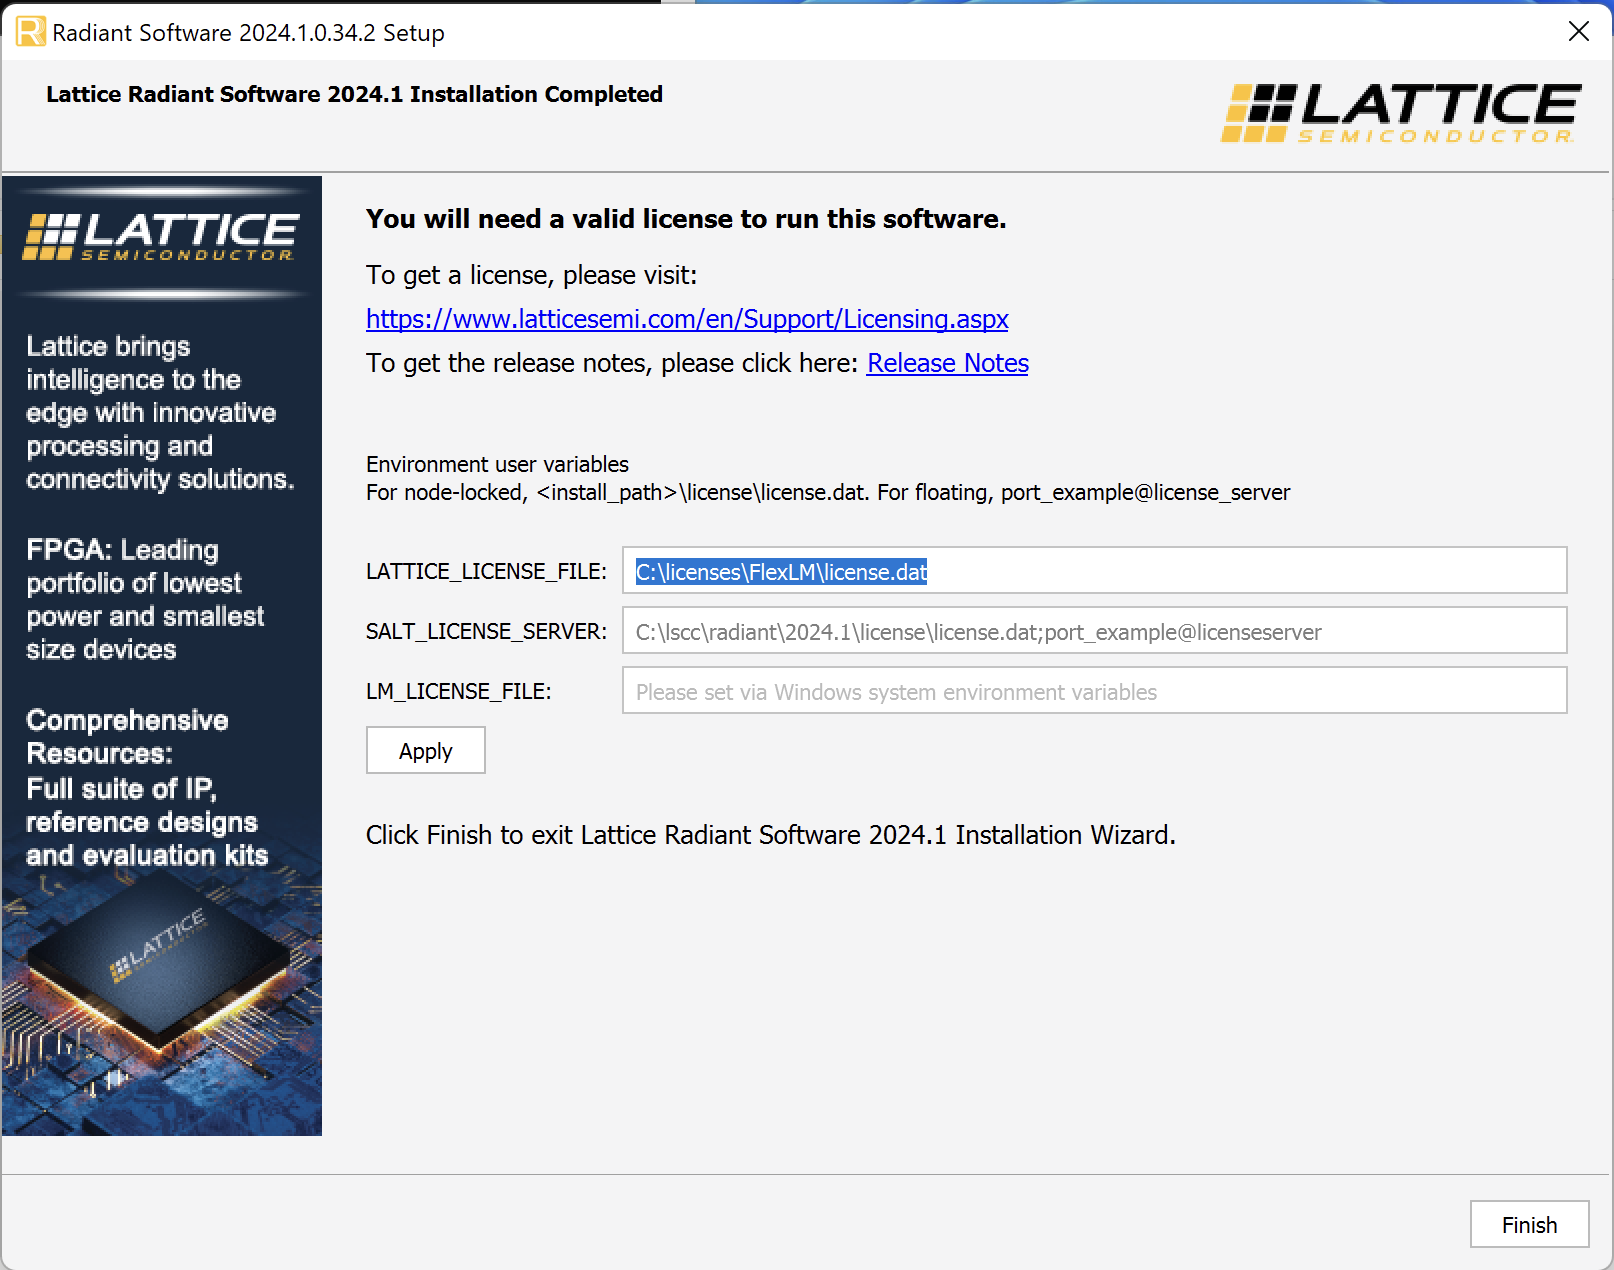 Radiant Software 2024.1.0.34.2 Setup
Lattice Radiant Software 2024.1 Installation Completed
LATTICE
SEMICONDUCTOR
LATTICE
SEMICONDUCTOR
Lattice brings
intelligence to the
edge with innovative
processing and
connectivity solutions.
FPGA: Leading
portfolio of lowest
power and smallest
size devices
Comprehensive
Resources:
Full suite of IP,
reference designs
and evaluation kits
LATTICE
SEMICONDUCTOR
You will need a valid license to run this software.
To get a license, please visit:
https://www.latticesemi.com/en/Support/Licensing.aspx
To get the release notes, please click here: Release Notes
Environment user variables
For node-locked, <install_path>\license\license.dat. For floating, port_example@license_server
LATTICE_LICENSE_FILE: C:\licenses\FlexLM\license.dat
SALT_LICENSE_SERVER: C:\lscc\radiant\2024.1\license\license.dat;port_example@licenseserver
LM_LICENSE_FILE: Please set via Windows system environment variables
Apply
Click Finish to exit Lattice Radiant Software 2024.1 Installation Wizard.
Finish